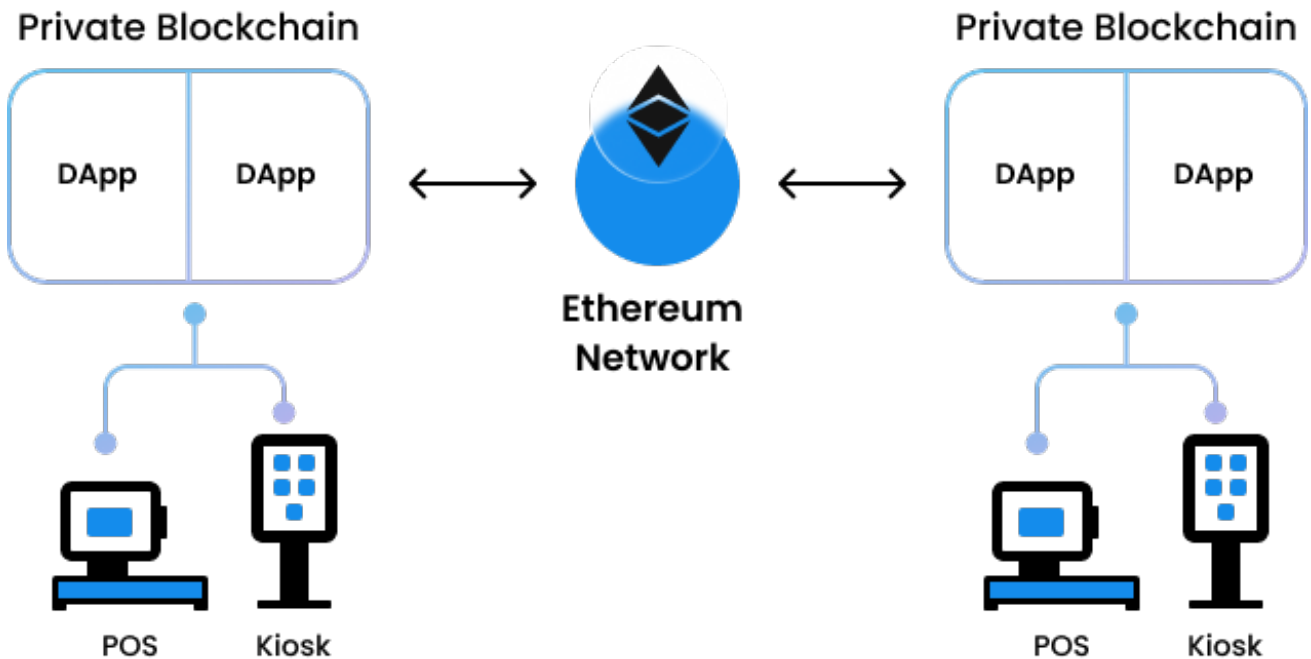 Private Blockchain
Private Blockchain
DApp
DApp
DApp
DApp
Ethereum
Network
POS
Kiosk
POS
Kiosk